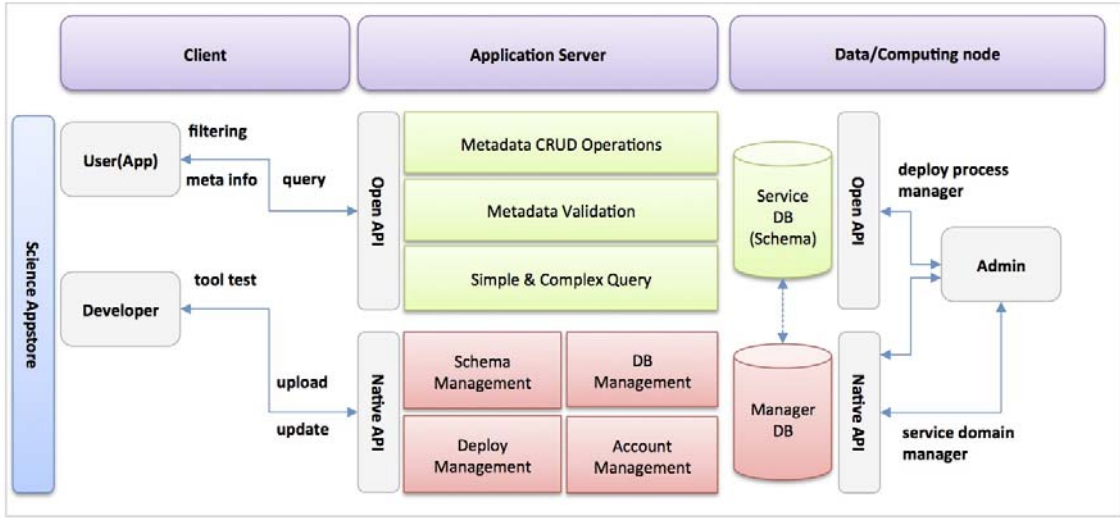 Client
Application Server
Data/Computing node
Science Appstore
User(App)
filtering
meta info
query
Developer
tool test
upload
update
Open API
Metadata CRUD Operations
Metadata Validation
Simple & Complex Query
Native API
Schema
Management
DB
Management
Deploy
Management
Account
Management
Service
DB
(Schema)
Manager
DB
Open API
Native API
deploy process
manager
Admin
service domain
manager